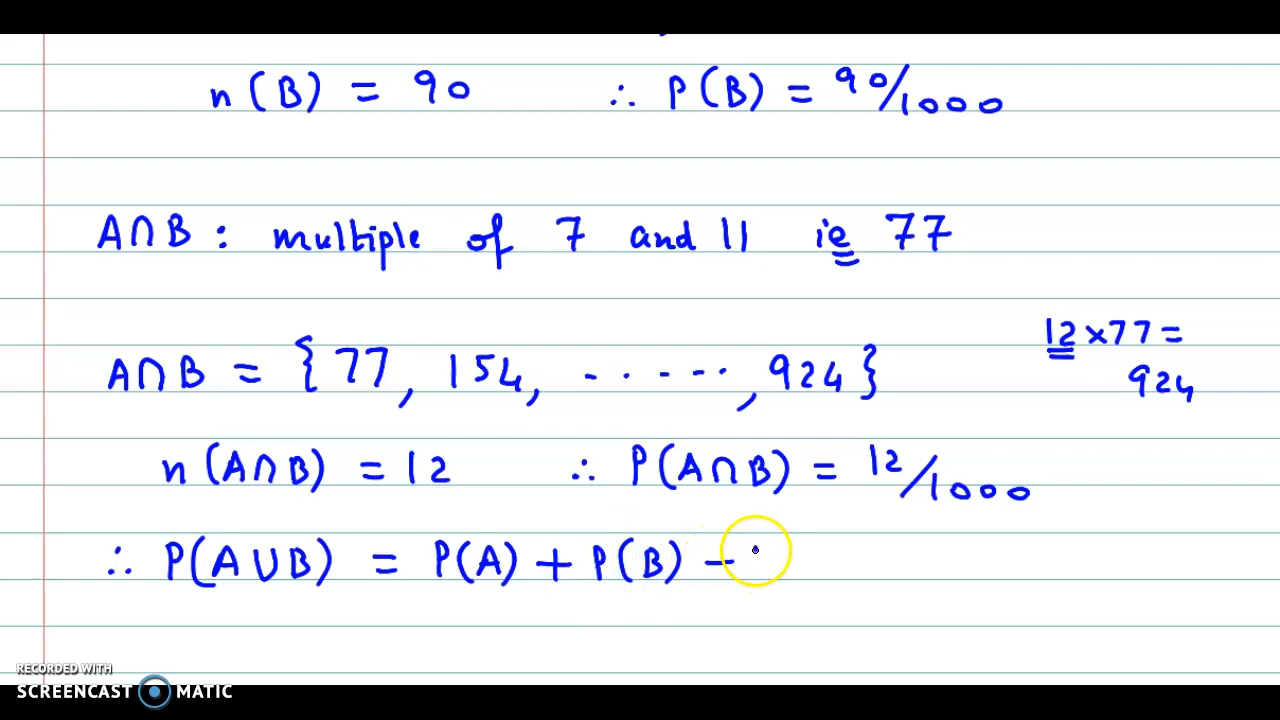 n(B) = 90 ∴ P(B) = 90/1000
A∩B : multiple of 7 and 11 ie 77
12 × 77 =
A∩B = { 77, 154, - . - . - .., 924 }
924
n(A∩B) = 12 ∴ P(A∩B) = 12/1000
∴ P(A∪B) = P(A) + P(B) -
RECORDED WITH
SCREENCAST MATIC